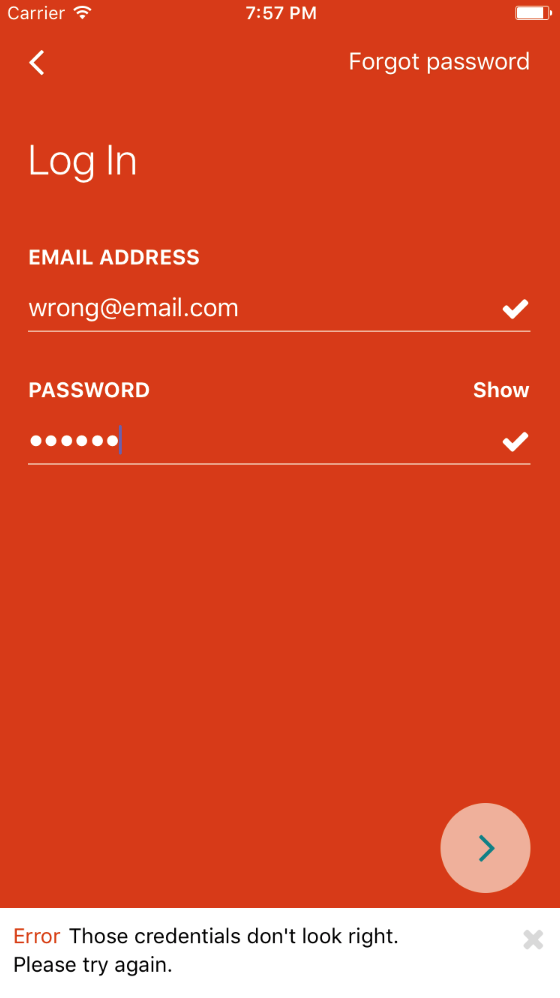 Carrier 7:57 PM
Forgot password
Log In
EMAIL ADDRESS
wrong@email.com
PASSWORD Show
●●●●●●
Error Those credentials don't look right.
Please try again.